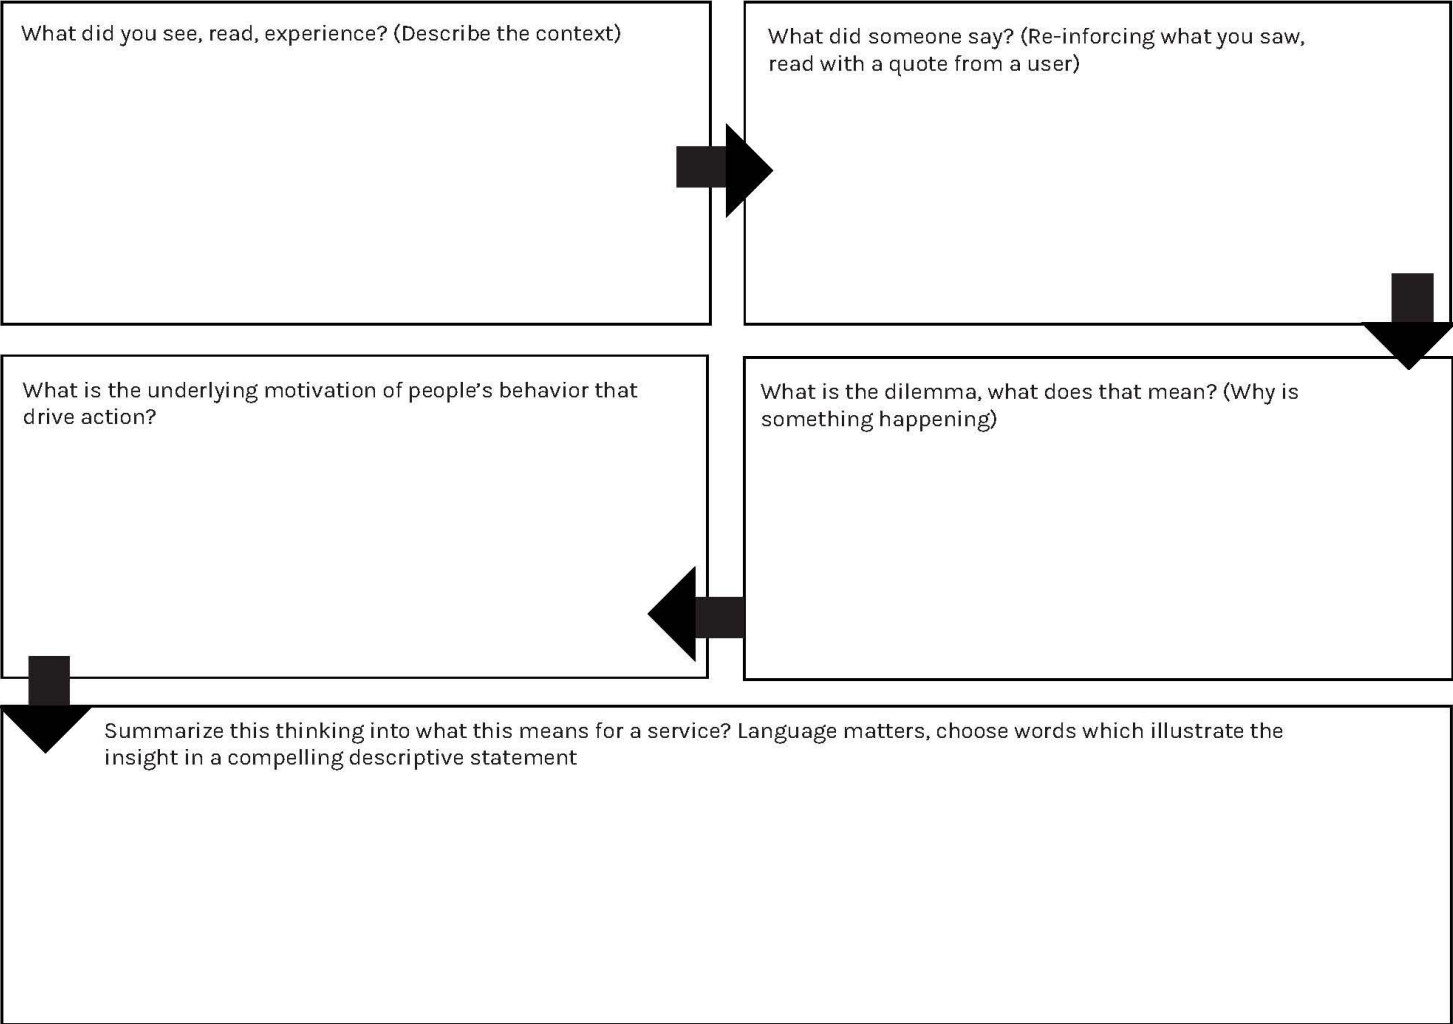 What did you see, read, experience? (Describe the context)
What did someone say? (Re-inforcing what you saw,
read with a quote from a user)
What is the dilemma, what does that mean? (Why is
something happening)
What is the underlying motivation of people’s behavior that
drive action?
Summarize this thinking into what this means for a service? Language matters, choose words which illustrate the
insight in a compelling descriptive statement